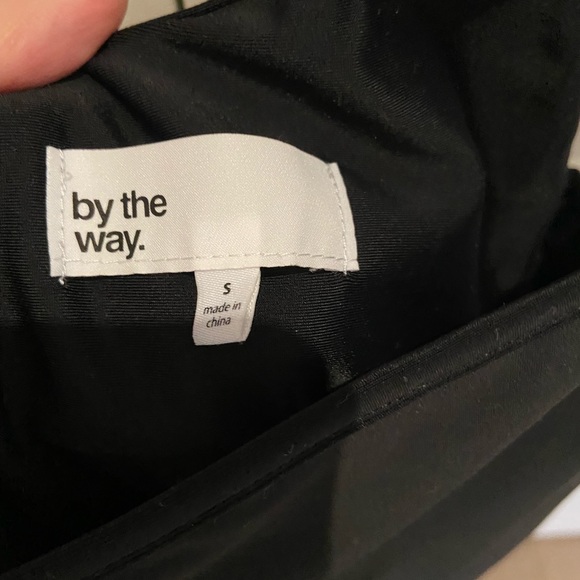 by the
way.
S
made in
china